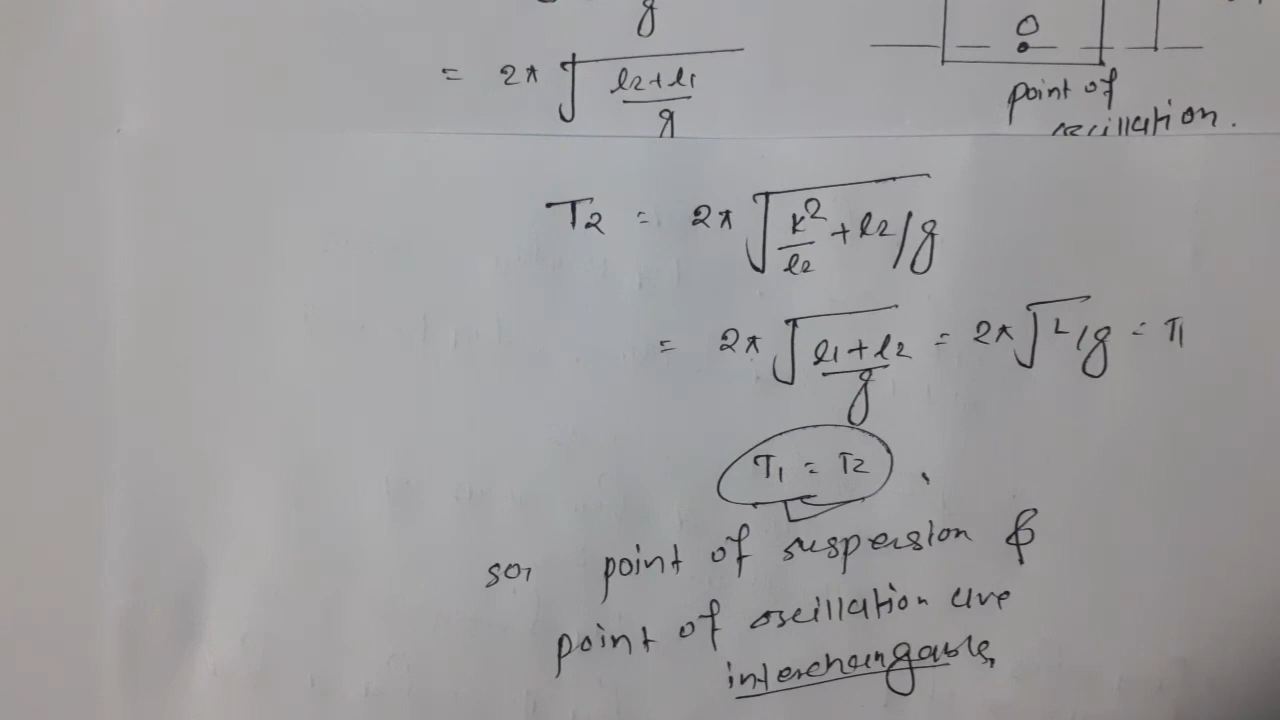 g
= 2π √(l2+l1 / g)
O
point of
oscillation.
T2 = 2π √(k²/l2 + l2/g)
= 2π √(l1+l2 / g) = 2π √L/g = T1
T1 = T2
so, point of suspension &
point of oscillation are
interchangable,